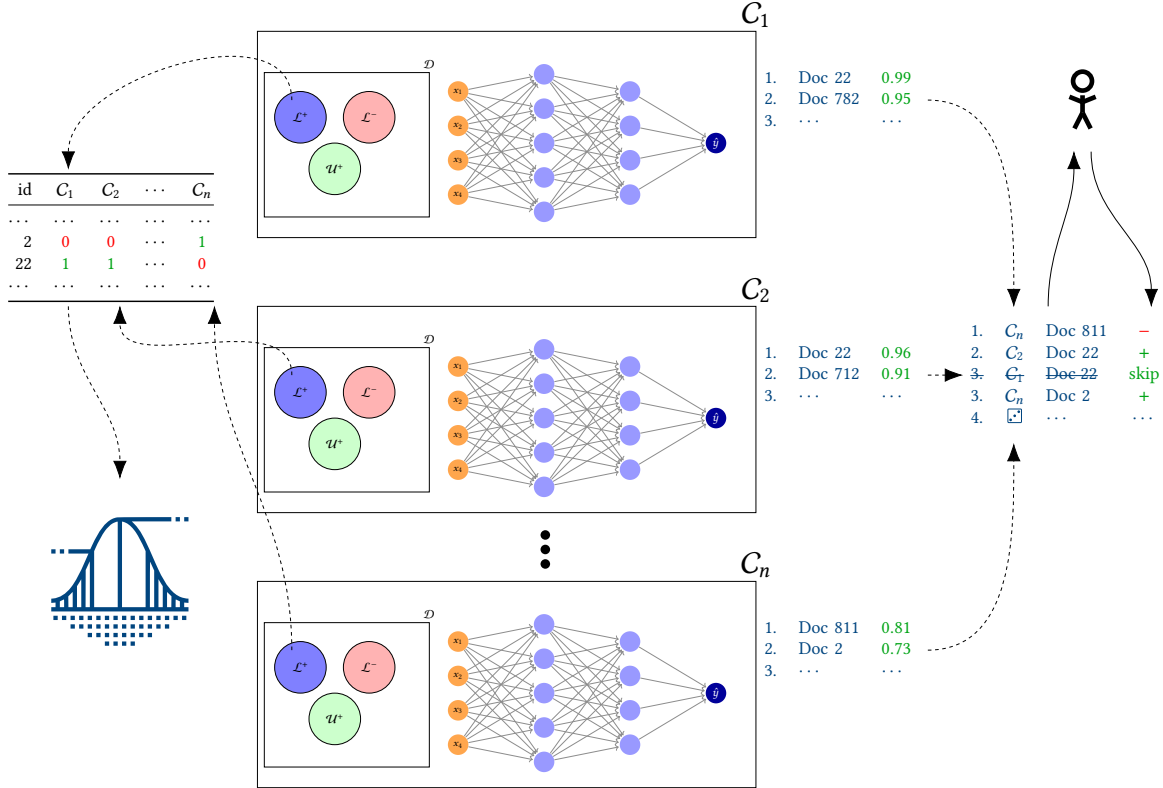 𝒞₁
𝒟
ℒ⁺ ℒ⁻
𝒰⁺
x₁
x₂
x₃
x₄
ŷ
1. Doc 22 0.99
2. Doc 782 0.95
3. ··· ···
id 𝒞₁ 𝒞₂ ··· 𝒞ₙ
··· ··· ··· ···
2 0 0 ··· 1
22 1 1 ··· 0
··· ··· ··· ···
𝒞₂
𝒟
ℒ⁺ ℒ⁻
𝒰⁺
x₁
x₂
x₃
x₄
ŷ
1. Doc 22 0.96
2. Doc 712 0.91
3. ··· ···
1. 𝒞ₙ Doc 811 −
2. 𝒞₂ Doc 22 +
3. 𝒞₁ Doc 22 skip
3. 𝒞ₙ Doc 2 +
4. ⚂ ··· ···
𝒞ₙ
𝒟
ℒ⁺ ℒ⁻
𝒰⁺
x₁
x₂
x₃
x₄
ŷ
1. Doc 811 0.81
2. Doc 2 0.73
3. ··· ···